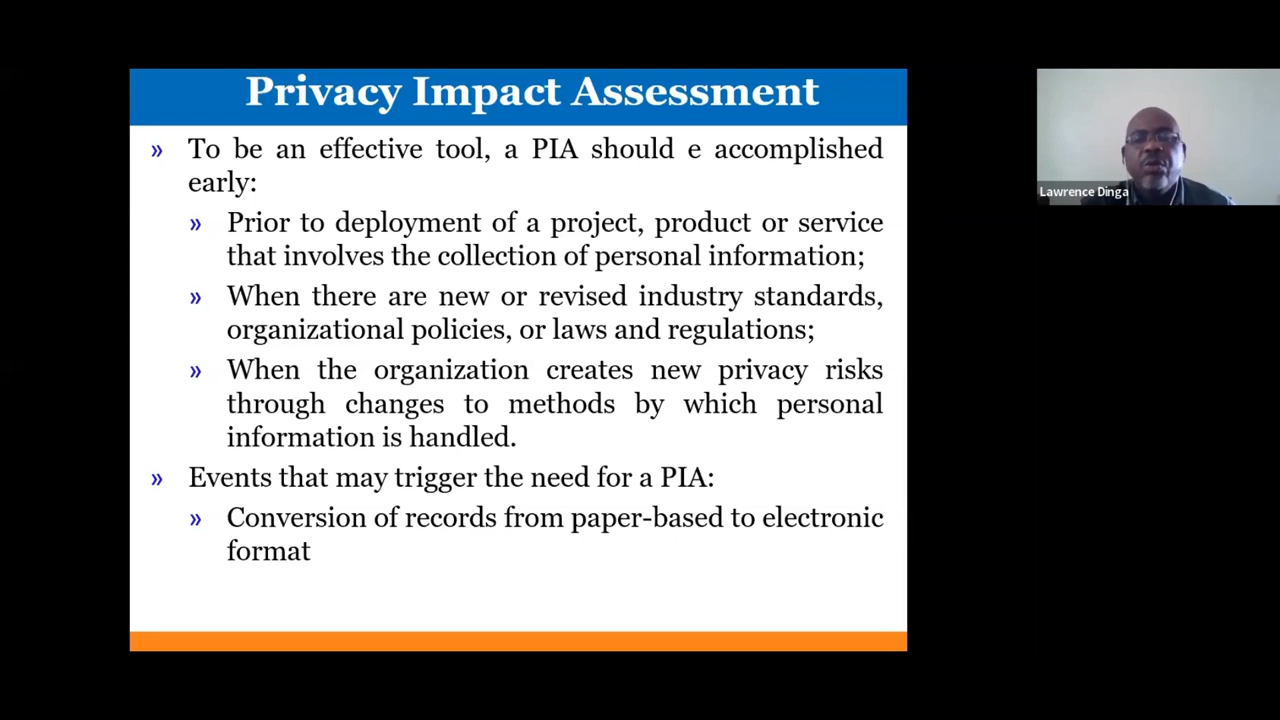 Privacy Impact Assessment
» To be an effective tool, a PIA should e accomplished
early:
» Prior to deployment of a project, product or service
that involves the collection of personal information;
» When there are new or revised industry standards,
organizational policies, or laws and regulations;
» When the organization creates new privacy risks
through changes to methods by which personal
information is handled.
» Events that may trigger the need for a PIA:
» Conversion of records from paper-based to electronic
format
Lawrence Dinga